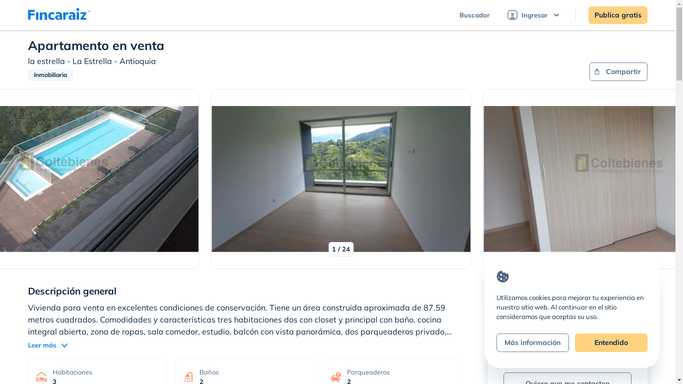 Fincaraiz
Buscador
Ingresar
Publica gratis
Apartamento en venta
la estrella - La Estrella - Antioquia
Inmobiliaria
Compartir
Coltebienes
Coltebienes
Coltebienes
1 / 24
Descripción general
Vivienda para venta en excelentes condiciones de conservación. Tiene un área construida aproximada de 87.59
metros cuadrados. Comodidades y características tres habitaciones dos con closet y principal con baño, cocina
integral abierta, zona de ropas, sala comedor, estudio, balcón con vista panorámica, dos parqueaderos privado,...
Leer más
Habitaciones
3
Baños
2
Parqueaderos
2
Utilizamos cookies para mejorar tu experiencia en
nuestro sitio web. Al continuar en el sitio
consideramos que aceptas su uso.
Más información
Entendido
Quiero que me contacten